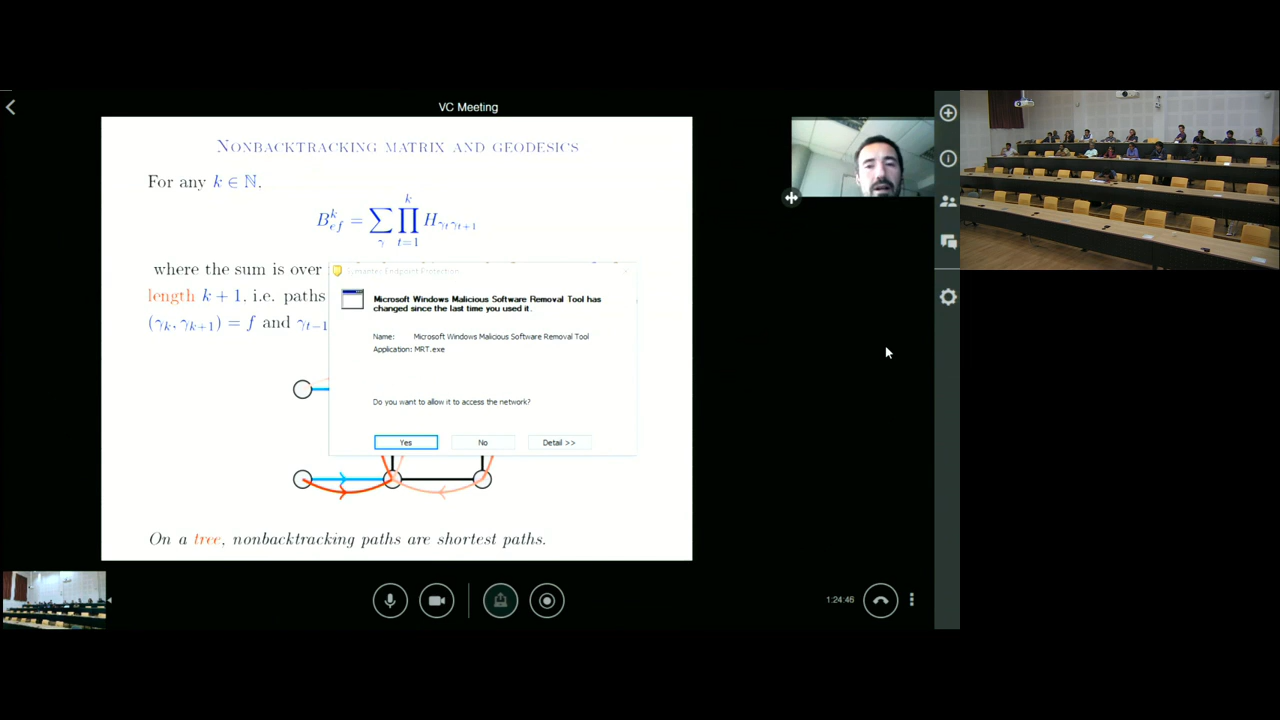 VC Meeting
Nonbacktracking matrix and geodesics
For any k ∈ ℕ.
B^k_{ef} = ∑_γ ∏_{t=1}^{k} H_{γ_t γ_{t+1}}
where the sum is over
length k + 1. i.e. paths
(γ_k, γ_{k+1}) = f and γ_{t−1}
Symantec Endpoint Protection
Microsoft Windows Malicious Software Removal Tool has
changed since the last time you used it.
Name: Microsoft Windows Malicious Software Removal Tool
Application: MRT.exe
Do you want to allow it to access the network?
Yes No Detail >>
On a tree, nonbacktracking paths are shortest paths.
1:24:46